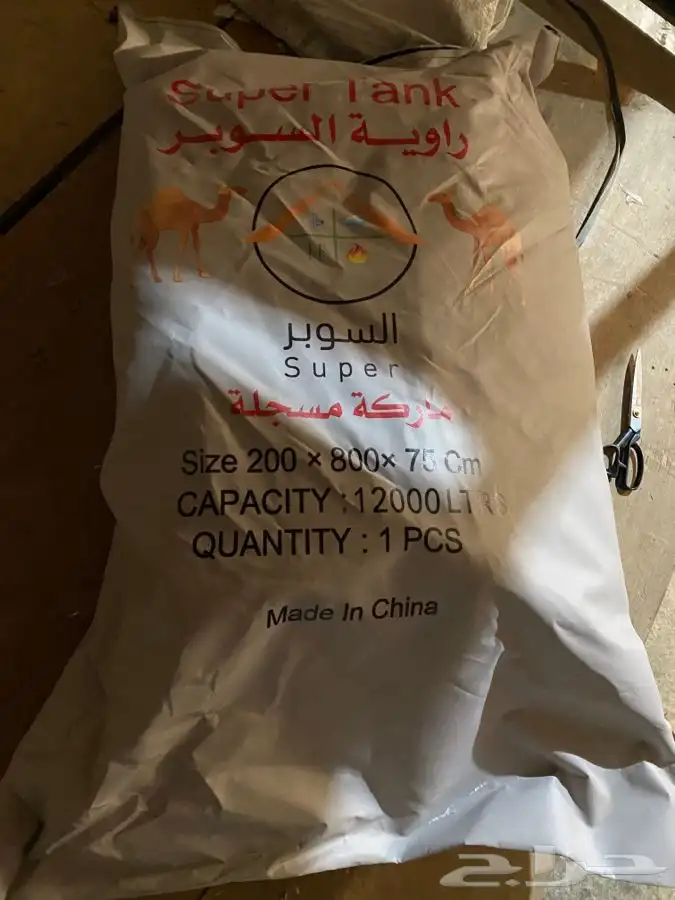 Super Tank
راوية السوبر
السوبر
Super
ماركة مسجلة
Size 200 × 800× 75 Cm
CAPACITY : 12000 LTRS
QUANTITY : 1 PCS
Made In China
حراج